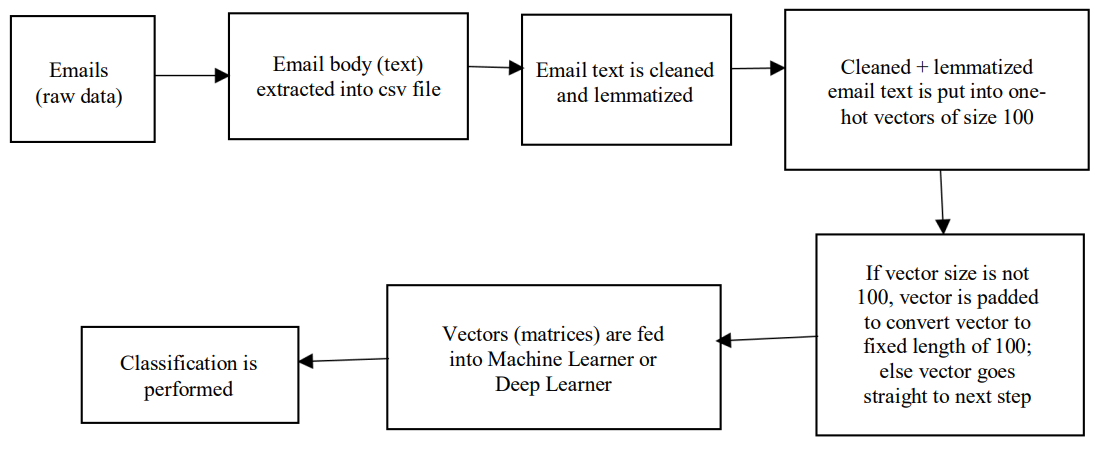 Emails
(raw data)
Email body (text)
extracted into csv file
Email text is cleaned
and lemmatized
Cleaned + lemmatized
email text is put into one-
hot vectors of size 100
If vector size is not
100, vector is padded
to convert vector to
fixed length of 100;
else vector goes
straight to next step
Vectors (matrices) are fed
into Machine Learner or
Deep Learner
Classification is
performed